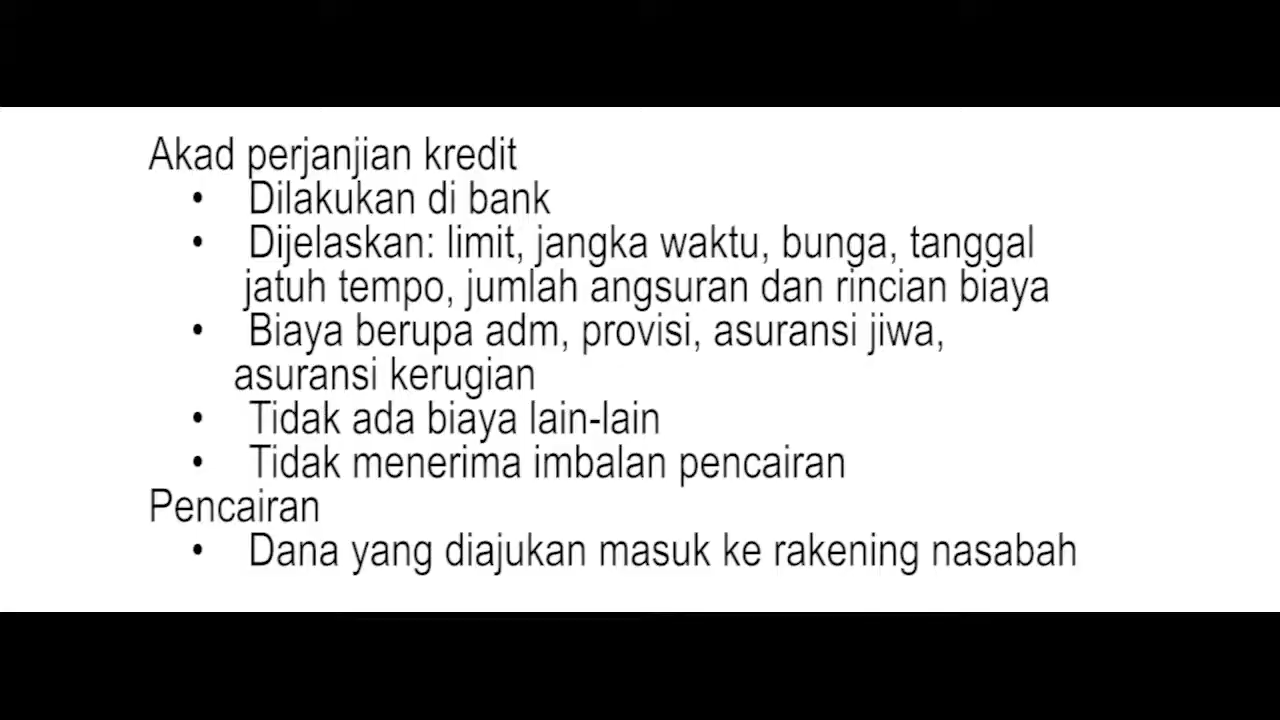 Akad perjanjian kredit
• Dilakukan di bank
• Dijelaskan: limit, jangka waktu, bunga, tanggal
jatuh tempo, jumlah angsuran dan rincian biaya
• Biaya berupa adm, provisi, asuransi jiwa,
asuransi kerugian
• Tidak ada biaya lain-lain
• Tidak menerima imbalan pencairan
Pencairan
• Dana yang diajukan masuk ke rakening nasabah